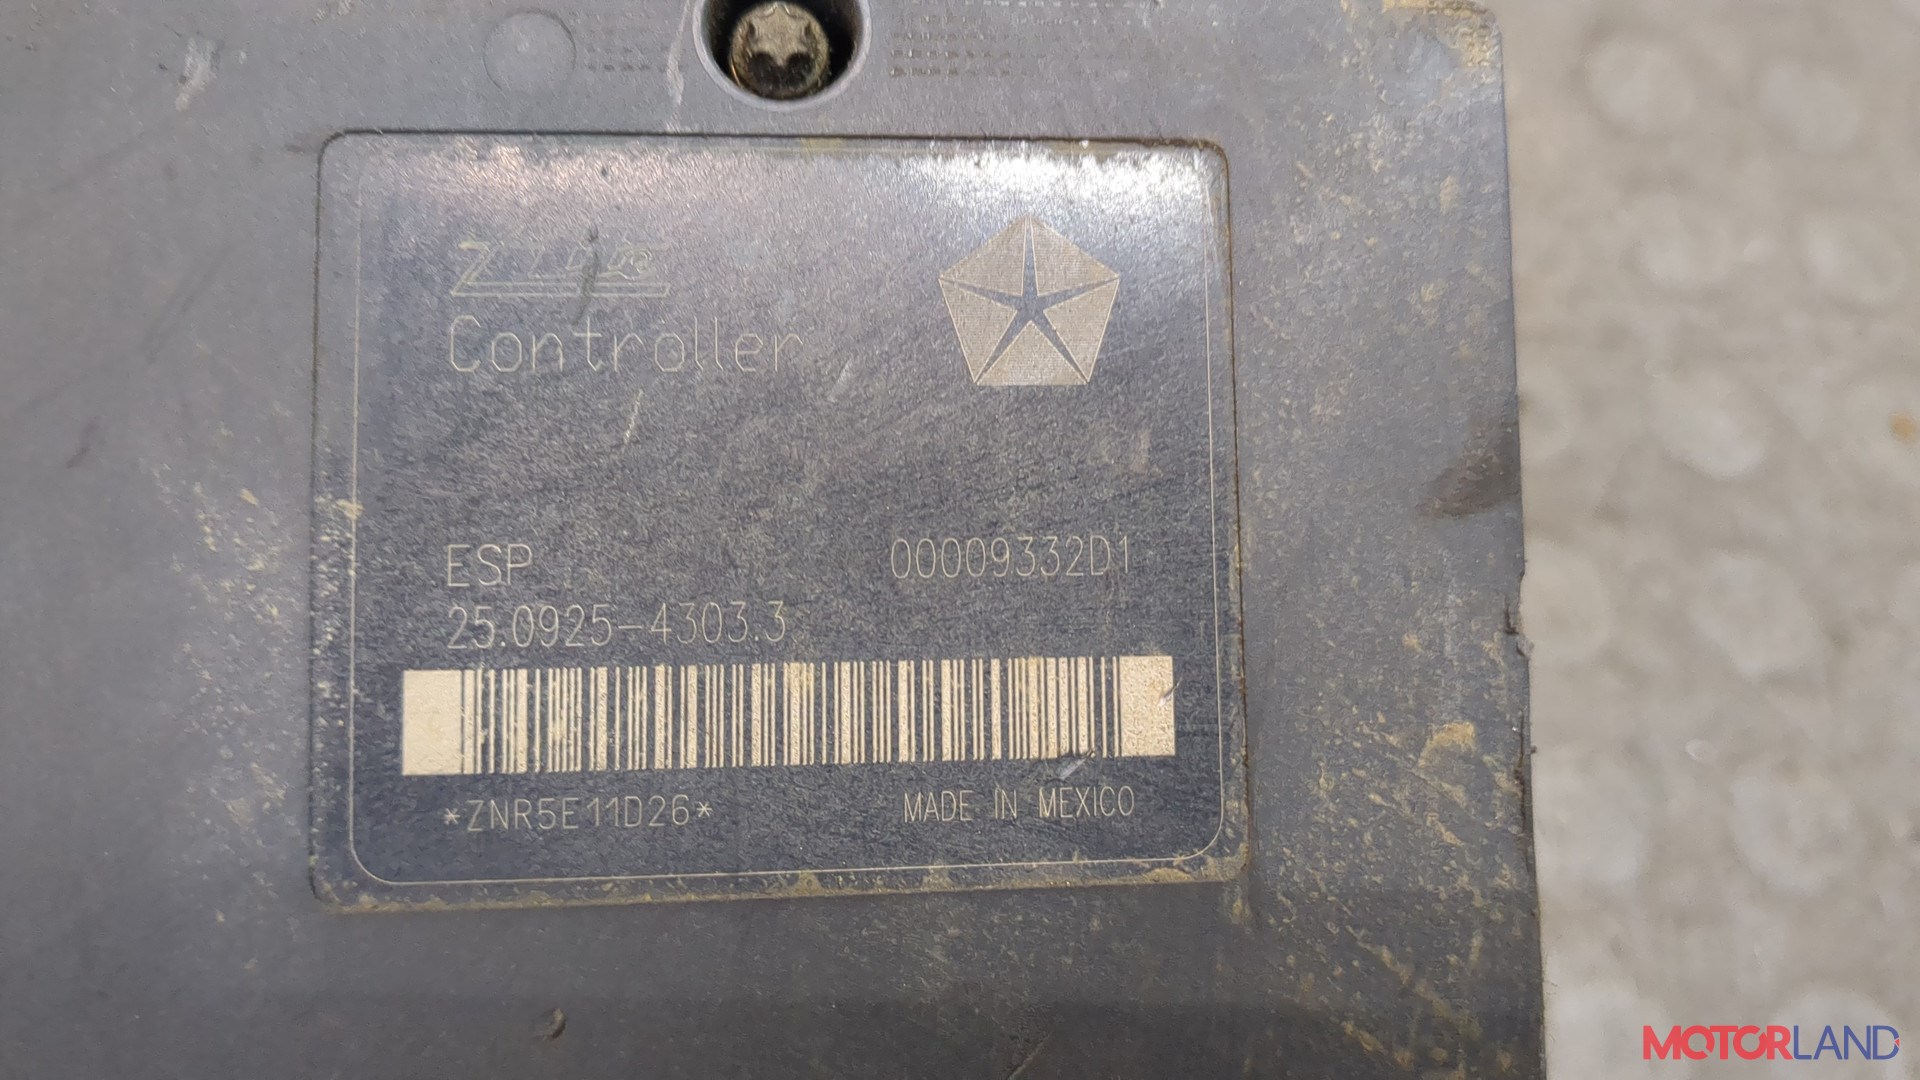 Controller
ESP 00009332D1
25.0925-4303.3
*ZNR5E11D26* MADE IN MEXICO
MOTORLAND